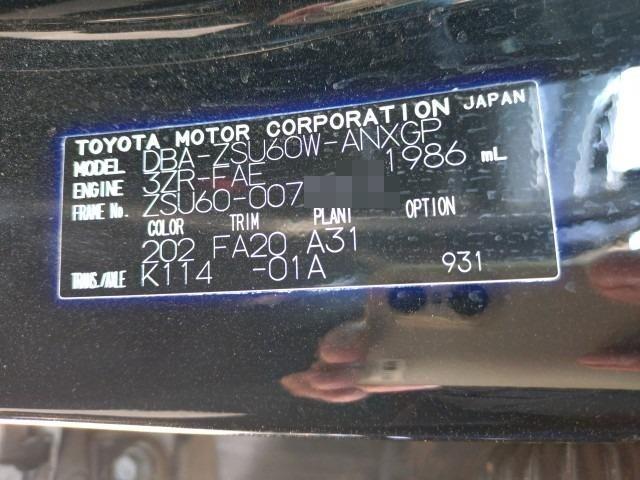 TOYOTA MOTOR CORPORATION JAPAN
MODEL DBA-ZSU60W-ANXGP
ENGINE 3ZR-FAE 1986 mL
FRAME No. ZSU60-007
COLOR TRIM PLANT OPTION
202 FA20 A31
TRANS./AXLE K114 -01A 931